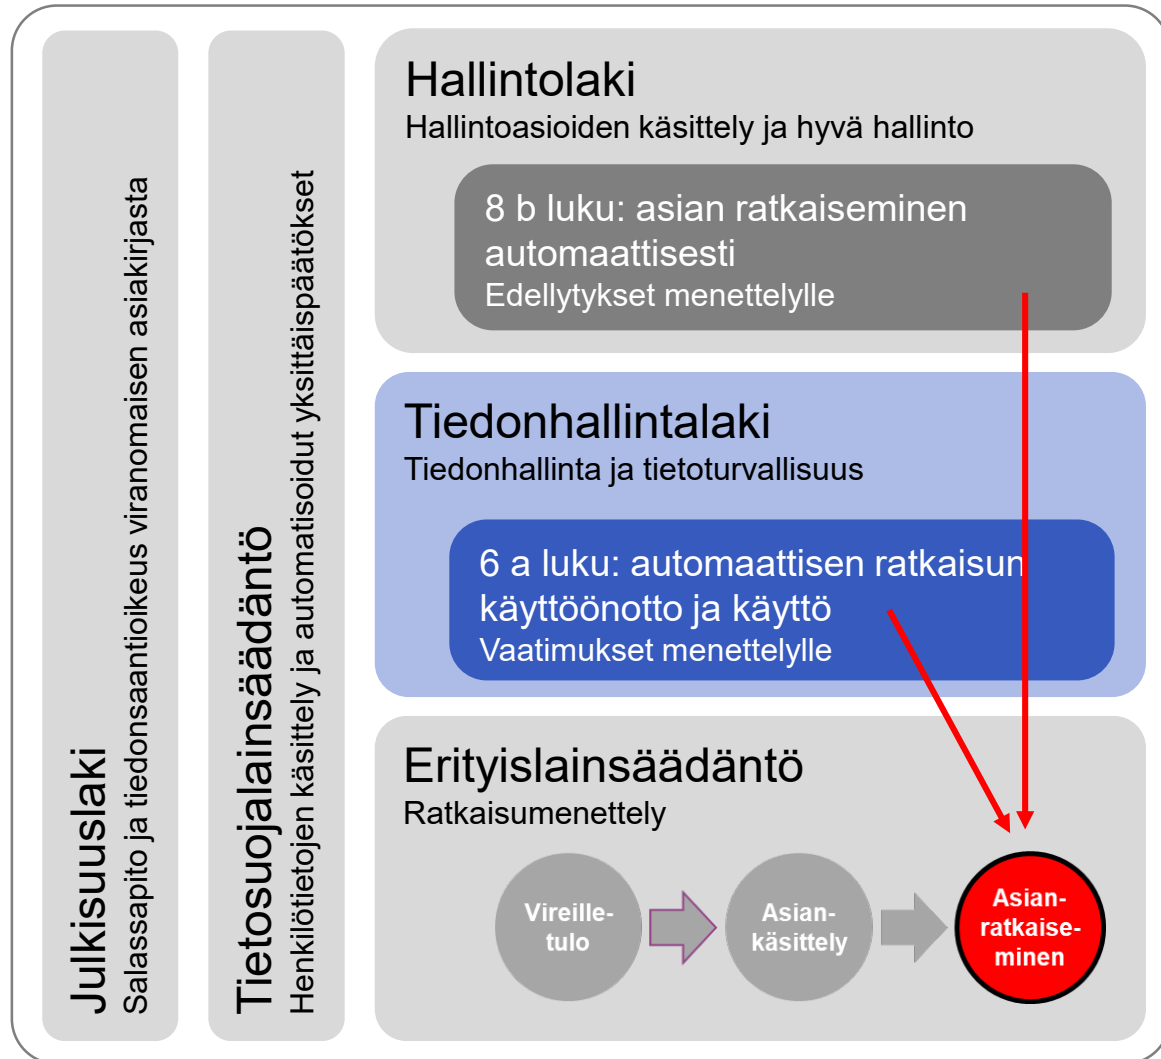 Julkisuuslaki
Salassapito ja tiedonsaantioikeus viranomaisen asiakirjasta
Tietosuojalainsäädäntö
Henkilötietojen käsittely ja automatisoidut yksittäispäätökset
Hallintolaki
Hallintoasioiden käsittely ja hyvä hallinto
8 b luku: asian ratkaiseminen
automaattisesti
Edellytykset menettelylle
Tiedonhallintalaki
Tiedonhallinta ja tietoturvallisuus
6 a luku: automaattisen ratkaisun
käyttöönotto ja käyttö
Vaatimukset menettelylle
Erityislainsäädäntö
Ratkaisumenettely
Vireille-
tulo
Asian-
käsittely
Asian-
ratkaise-
minen